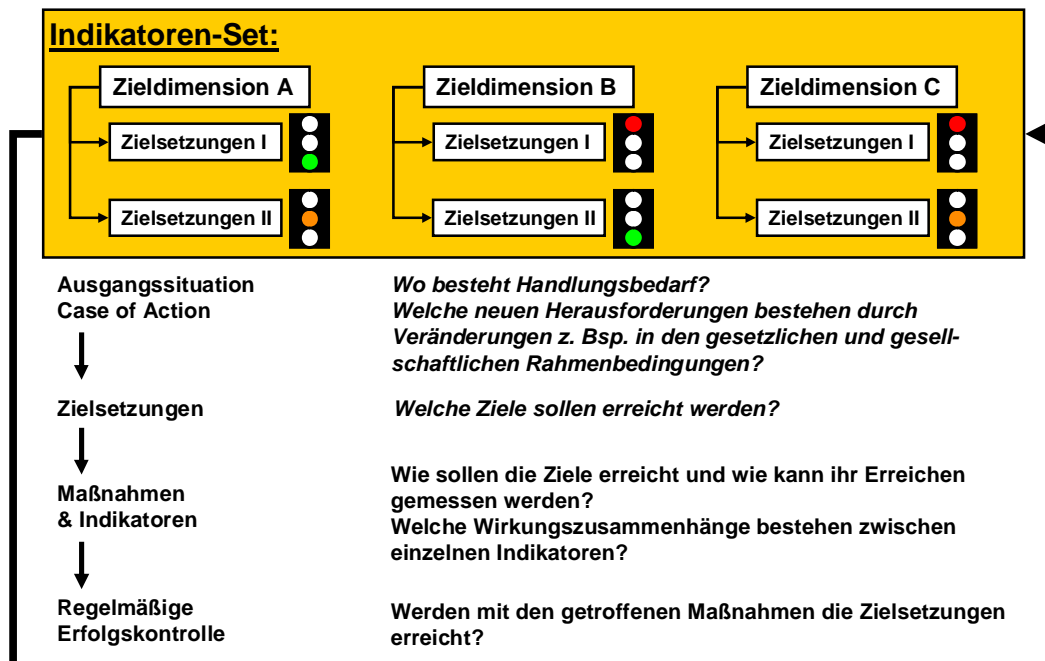 Indikatoren-Set:
Zieldimension A
Zielsetzungen I
Zielsetzungen II
Zieldimension B
Zielsetzungen I
Zielsetzungen II
Zieldimension C
Zielsetzungen I
Zielsetzungen II
Ausgangssituation
Case of Action
Wo besteht Handlungsbedarf?
Welche neuen Herausforderungen bestehen durch
Veränderungen z. Bsp. in den gesetzlichen und gesell-
schaftlichen Rahmenbedingungen?
Zielsetzungen
Welche Ziele sollen erreicht werden?
Maßnahmen
& Indikatoren
Wie sollen die Ziele erreicht und wie kann ihr Erreichen
gemessen werden?
Welche Wirkungszusammenhänge bestehen zwischen
einzelnen Indikatoren?
Regelmäßige
Erfolgskontrolle
Werden mit den getroffenen Maßnahmen die Zielsetzungen
erreicht?